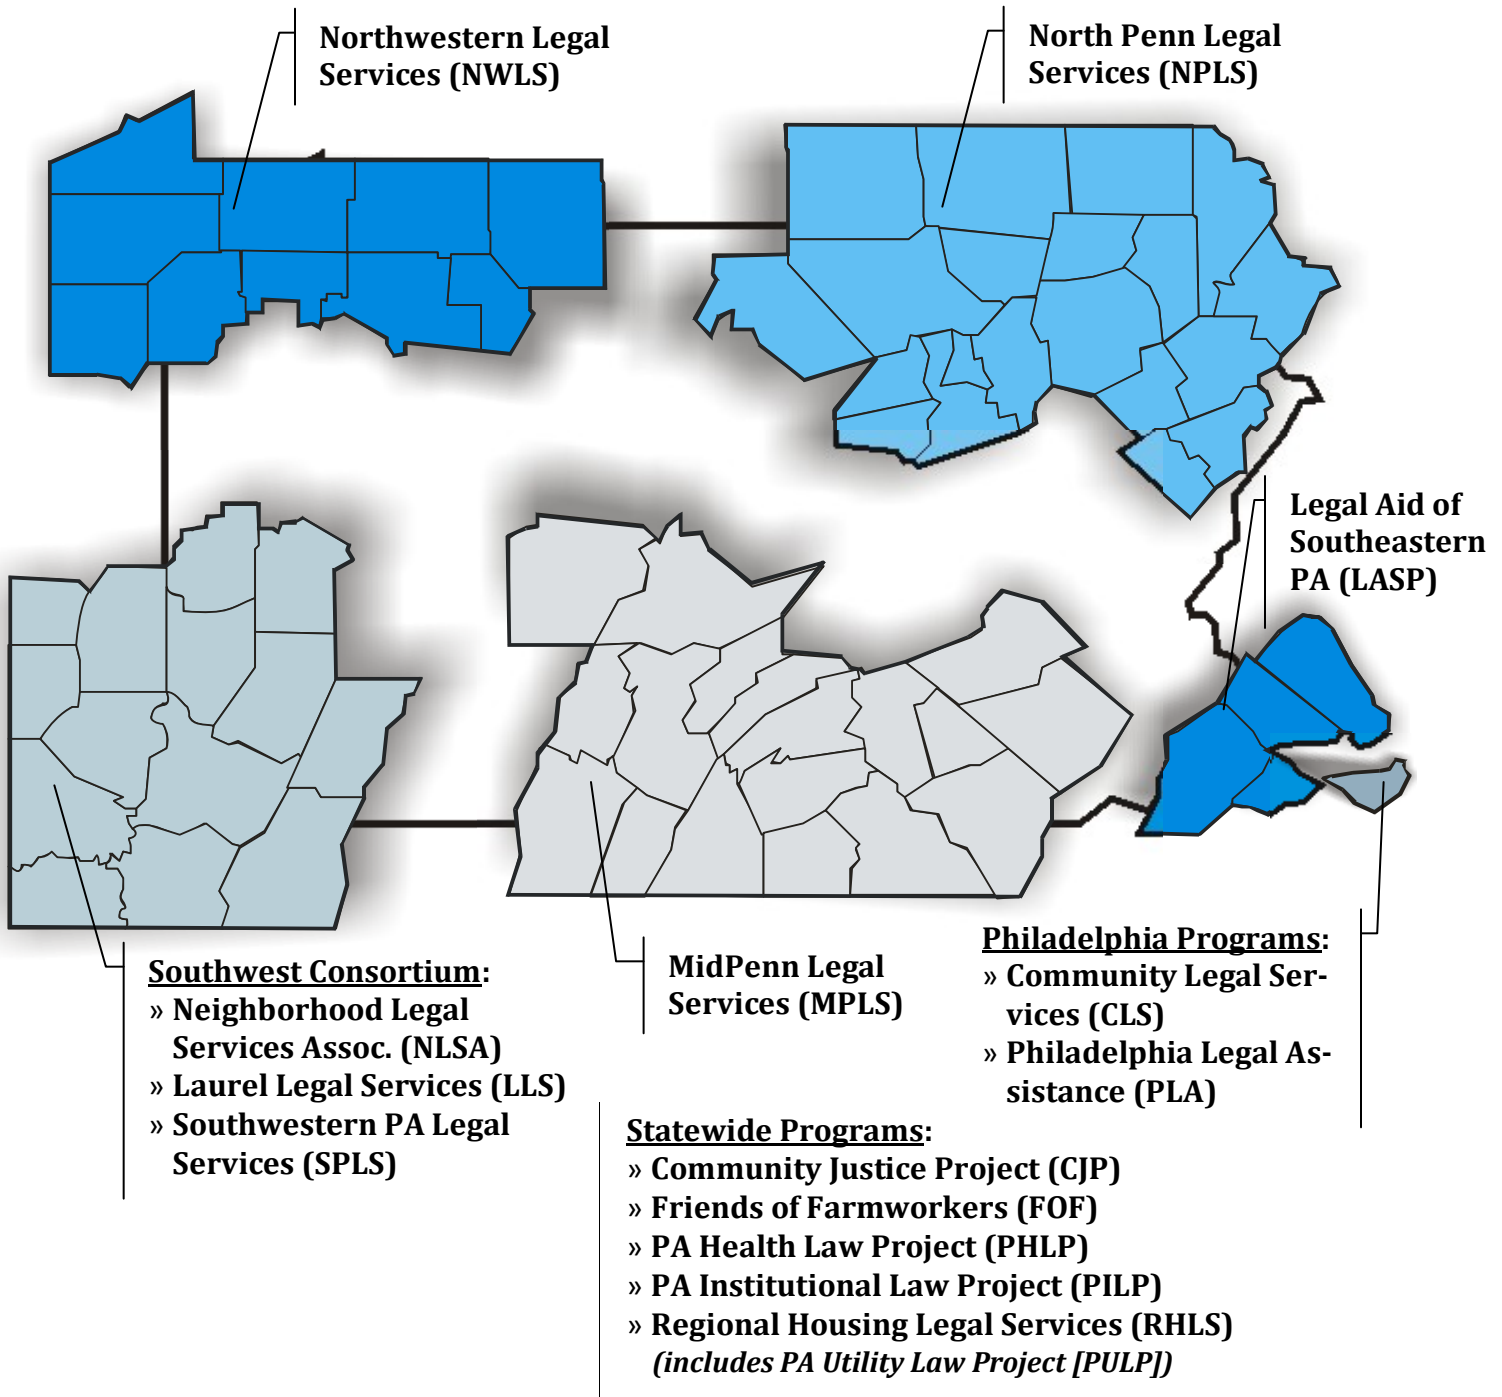 Northwestern Legal
Services (NWLS)
North Penn Legal
Services (NPLS)
Legal Aid of
Southeastern
PA (LASP)
Southwest Consortium:
» Neighborhood Legal
Services Assoc. (NLSA)
» Laurel Legal Services (LLS)
» Southwestern PA Legal
Services (SPLS)
MidPenn Legal
Services (MPLS)
Philadelphia Programs:
» Community Legal Ser-
vices (CLS)
» Philadelphia Legal As-
sistance (PLA)
Statewide Programs:
» Community Justice Project (CJP)
» Friends of Farmworkers (FOF)
» PA Health Law Project (PHLP)
» PA Institutional Law Project (PILP)
» Regional Housing Legal Services (RHLS)
(includes PA Utility Law Project [PULP])